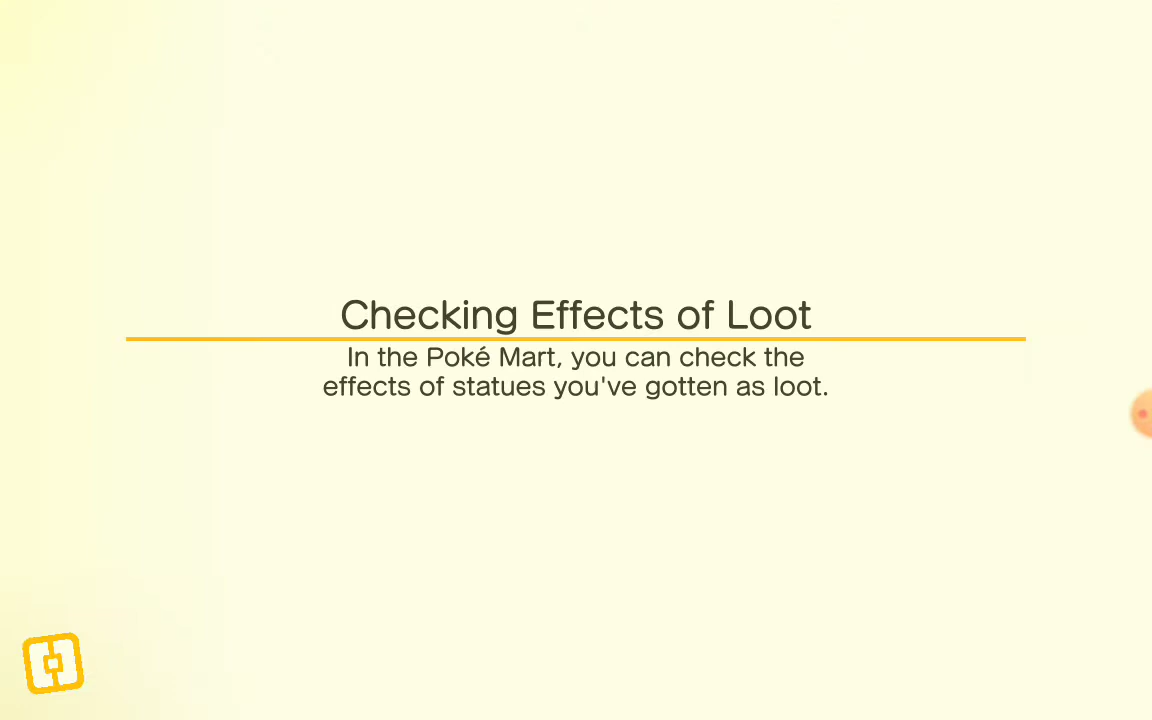 Checking Effects of Loot
In the Poké Mart, you can check the
effects of statues you've gotten as loot.